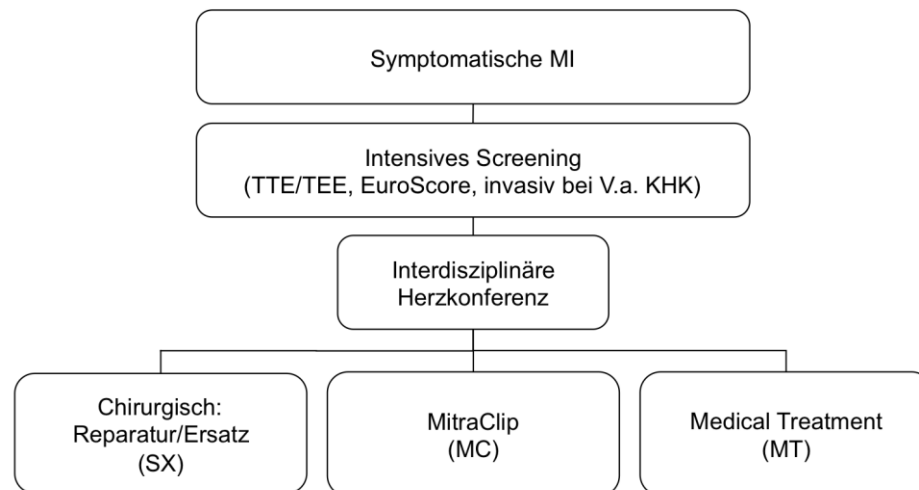 Symptomatische MI
Intensives Screening
(TTE/TEE, EuroScore, invasiv bei V.a. KHK)
Interdisziplinäre
Herzkonferenz
Chirurgisch:
Reparatur/Ersatz
(SX)
MitraClip
(MC)
Medical Treatment
(MT)